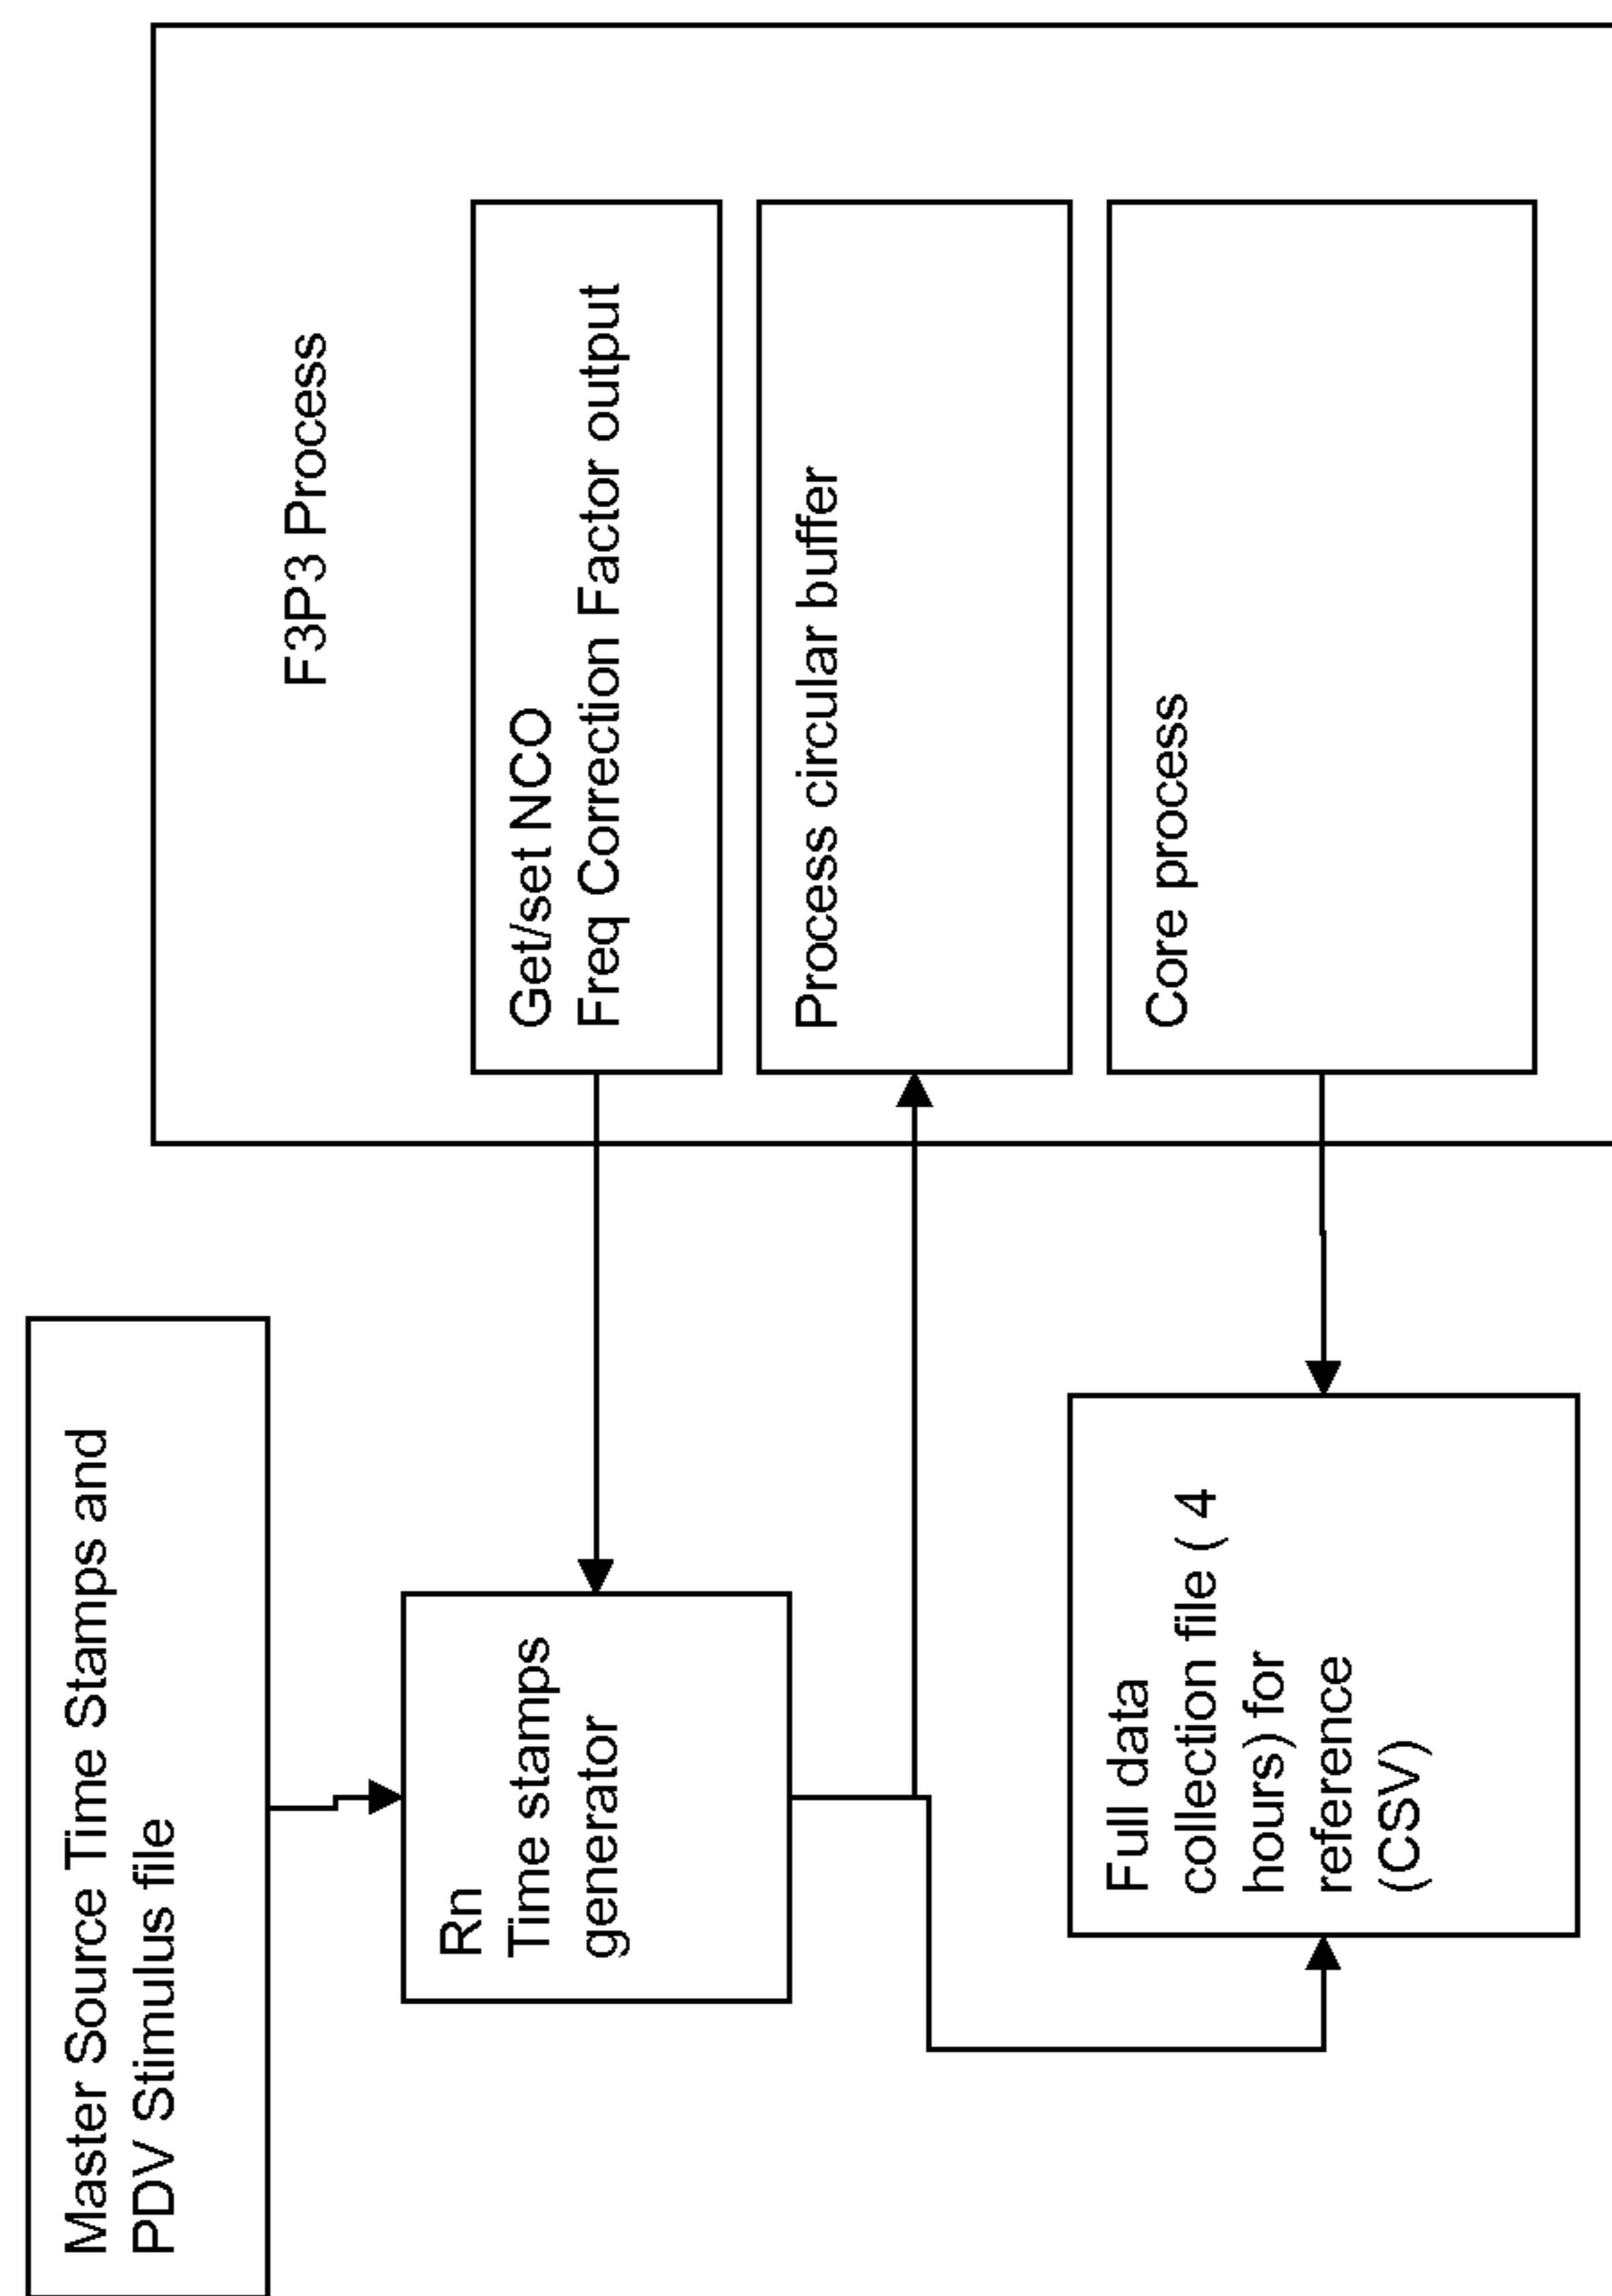 Master Source Time Stamps and
PDV Stimulus file
F3P3 Process
Rn
Time stamps
generator
Get/set NCO
Freq Correction Factor output
Process circular buffer
Full data
collection file ( 4
hours) for
reference
(CSV)
Core process